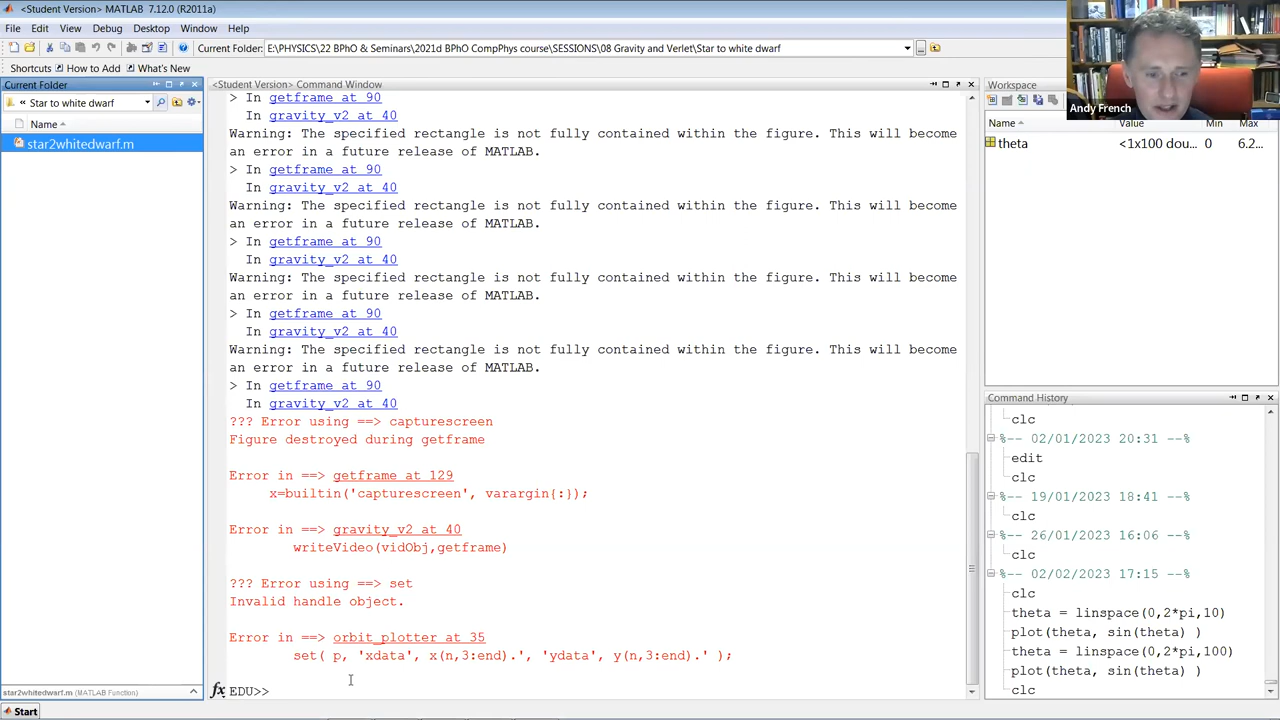 <Student Version> MATLAB 7.12.0 (R2011a)
File Edit View Debug Desktop Window Help
Current Folder: E:\PHYSICS\22 BPhO & Seminars\2021d BPhO CompPhys course\SESSIONS\08 Gravity and Verlet\Star to white dwarf
Shortcuts How to Add What's New
Current Folder
« Star to white dwarf
Name
star2whitedwarf.m
star2whitedwarf.m (MATLAB Function)
Start
<Student Version> Command Window
> In getframe at 90
In gravity_v2 at 40
Warning: The specified rectangle is not fully contained within the figure. This will become
an error in a future release of MATLAB.
> In getframe at 90
In gravity_v2 at 40
Warning: The specified rectangle is not fully contained within the figure. This will become
an error in a future release of MATLAB.
> In getframe at 90
In gravity_v2 at 40
Warning: The specified rectangle is not fully contained within the figure. This will become
an error in a future release of MATLAB.
> In getframe at 90
In gravity_v2 at 40
Warning: The specified rectangle is not fully contained within the figure. This will become
an error in a future release of MATLAB.
> In getframe at 90
In gravity_v2 at 40
??? Error using ==> capturescreen
Figure destroyed during getframe
Error in ==> getframe at 129
x=builtin('capturescreen', varargin{:});
Error in ==> gravity_v2 at 40
writeVideo(vidObj,getframe)
??? Error using ==> set
Invalid handle object.
Error in ==> orbit_plotter at 35
set( p, 'xdata', x(n,3:end).', 'ydata', y(n,3:end).' );
fx EDU>>
Workspace
Name Value Min Max
theta <1x100 dou... 0 6.2...
Andy French
Command History
clc
%-- 02/01/2023 20:31 --%
edit
clc
%-- 19/01/2023 18:41 --%
clc
%-- 26/01/2023 16:06 --%
clc
%-- 02/02/2023 17:15 --%
clc
theta = linspace(0,2*pi,10)
plot(theta, sin(theta) )
theta = linspace(0,2*pi,100)
plot(theta, sin(theta) )
clc